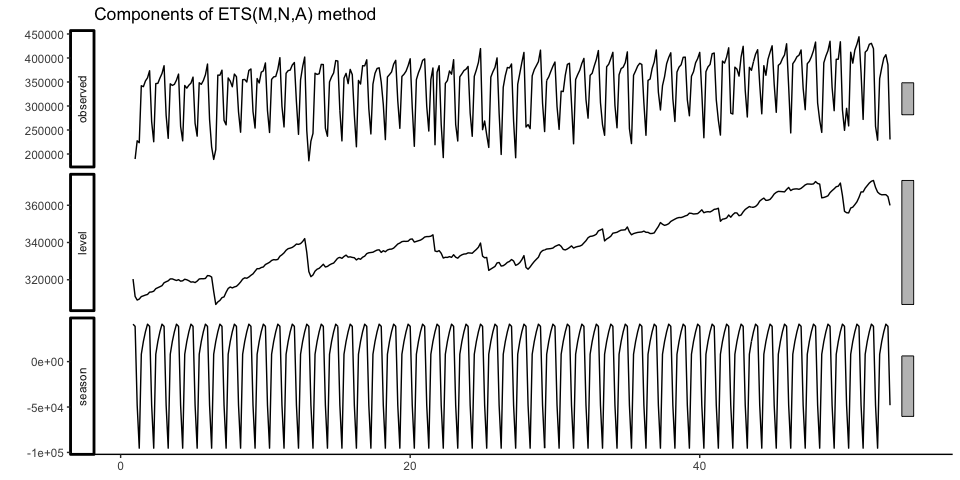 Components of ETS(M,N,A) method
observed
450000
400000
350000
300000
250000
200000
level
360000
340000
320000
season
0e+00
-5e+04
-1e+05
0 20 40